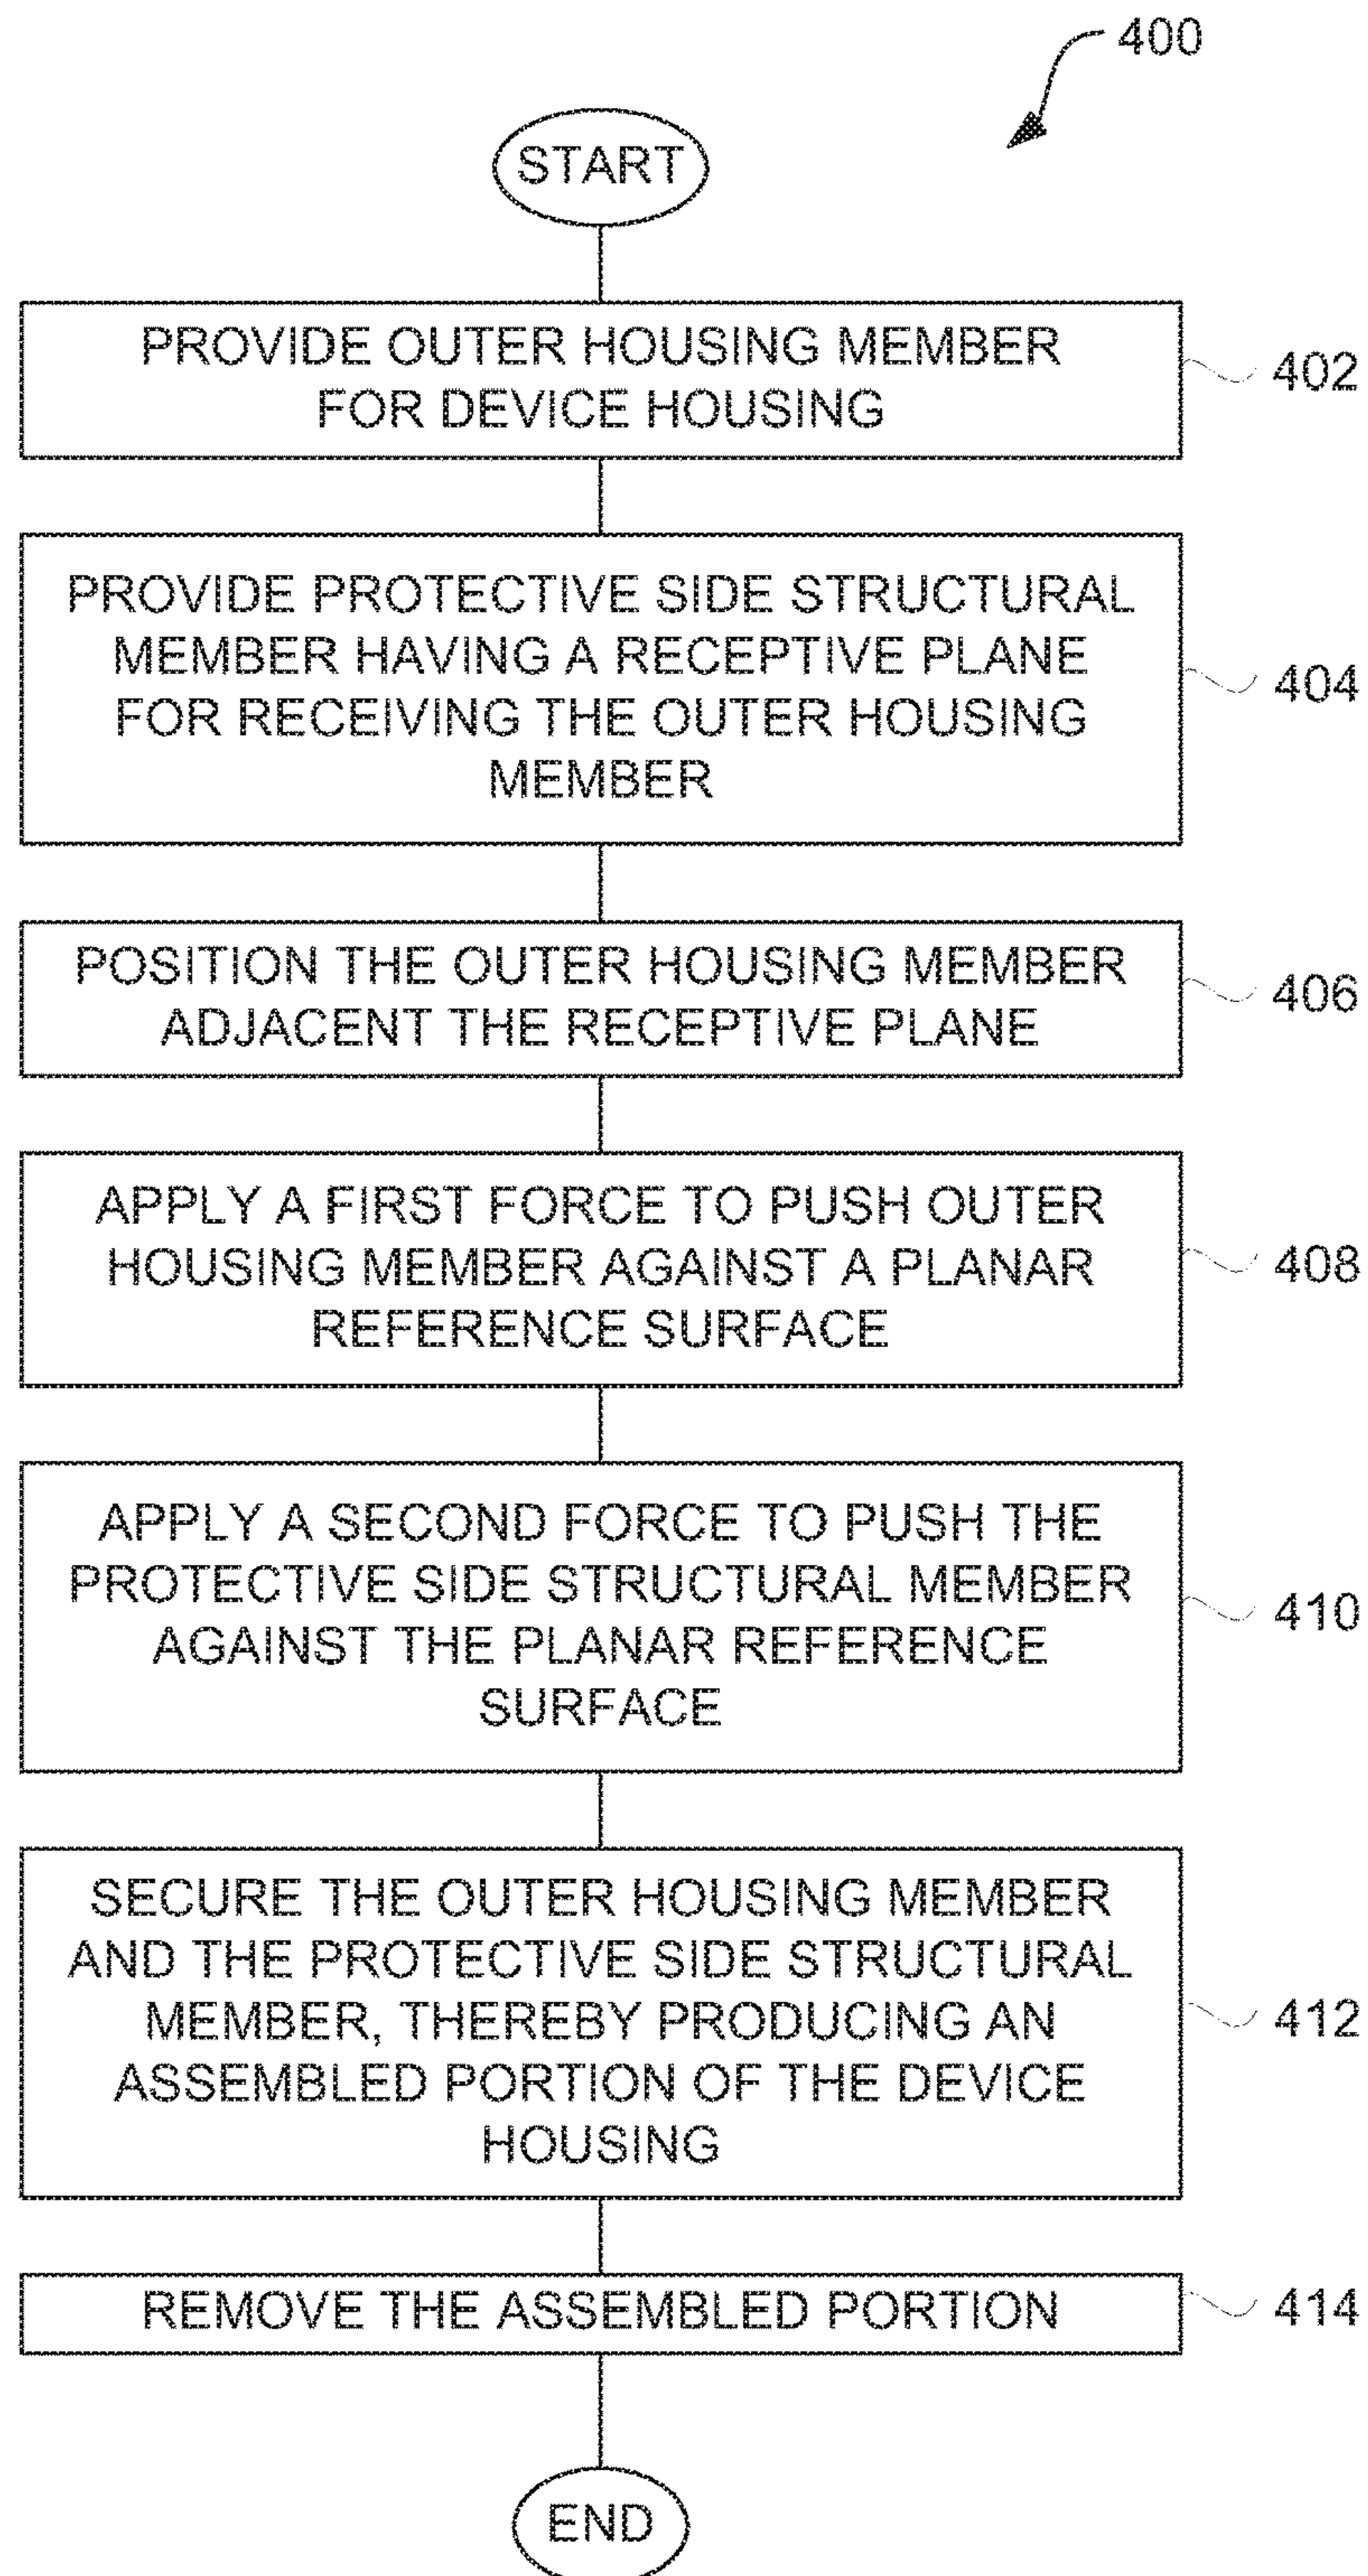 400
START
PROVIDE OUTER HOUSING MEMBER
FOR DEVICE HOUSING
402
PROVIDE PROTECTIVE SIDE STRUCTURAL
MEMBER HAVING A RECEPTIVE PLANE
FOR RECEIVING THE OUTER HOUSING
MEMBER
404
POSITION THE OUTER HOUSING MEMBER
ADJACENT THE RECEPTIVE PLANE
406
APPLY A FIRST FORCE TO PUSH OUTER
HOUSING MEMBER AGAINST A PLANAR
REFERENCE SURFACE
408
APPLY A SECOND FORCE TO PUSH THE
PROTECTIVE SIDE STRUCTURAL MEMBER
AGAINST THE PLANAR REFERENCE
SURFACE
410
SECURE THE OUTER HOUSING MEMBER
AND THE PROTECTIVE SIDE STRUCTURAL
MEMBER, THEREBY PRODUCING AN
ASSEMBLED PORTION OF THE DEVICE
HOUSING
412
REMOVE THE ASSEMBLED PORTION
414
END